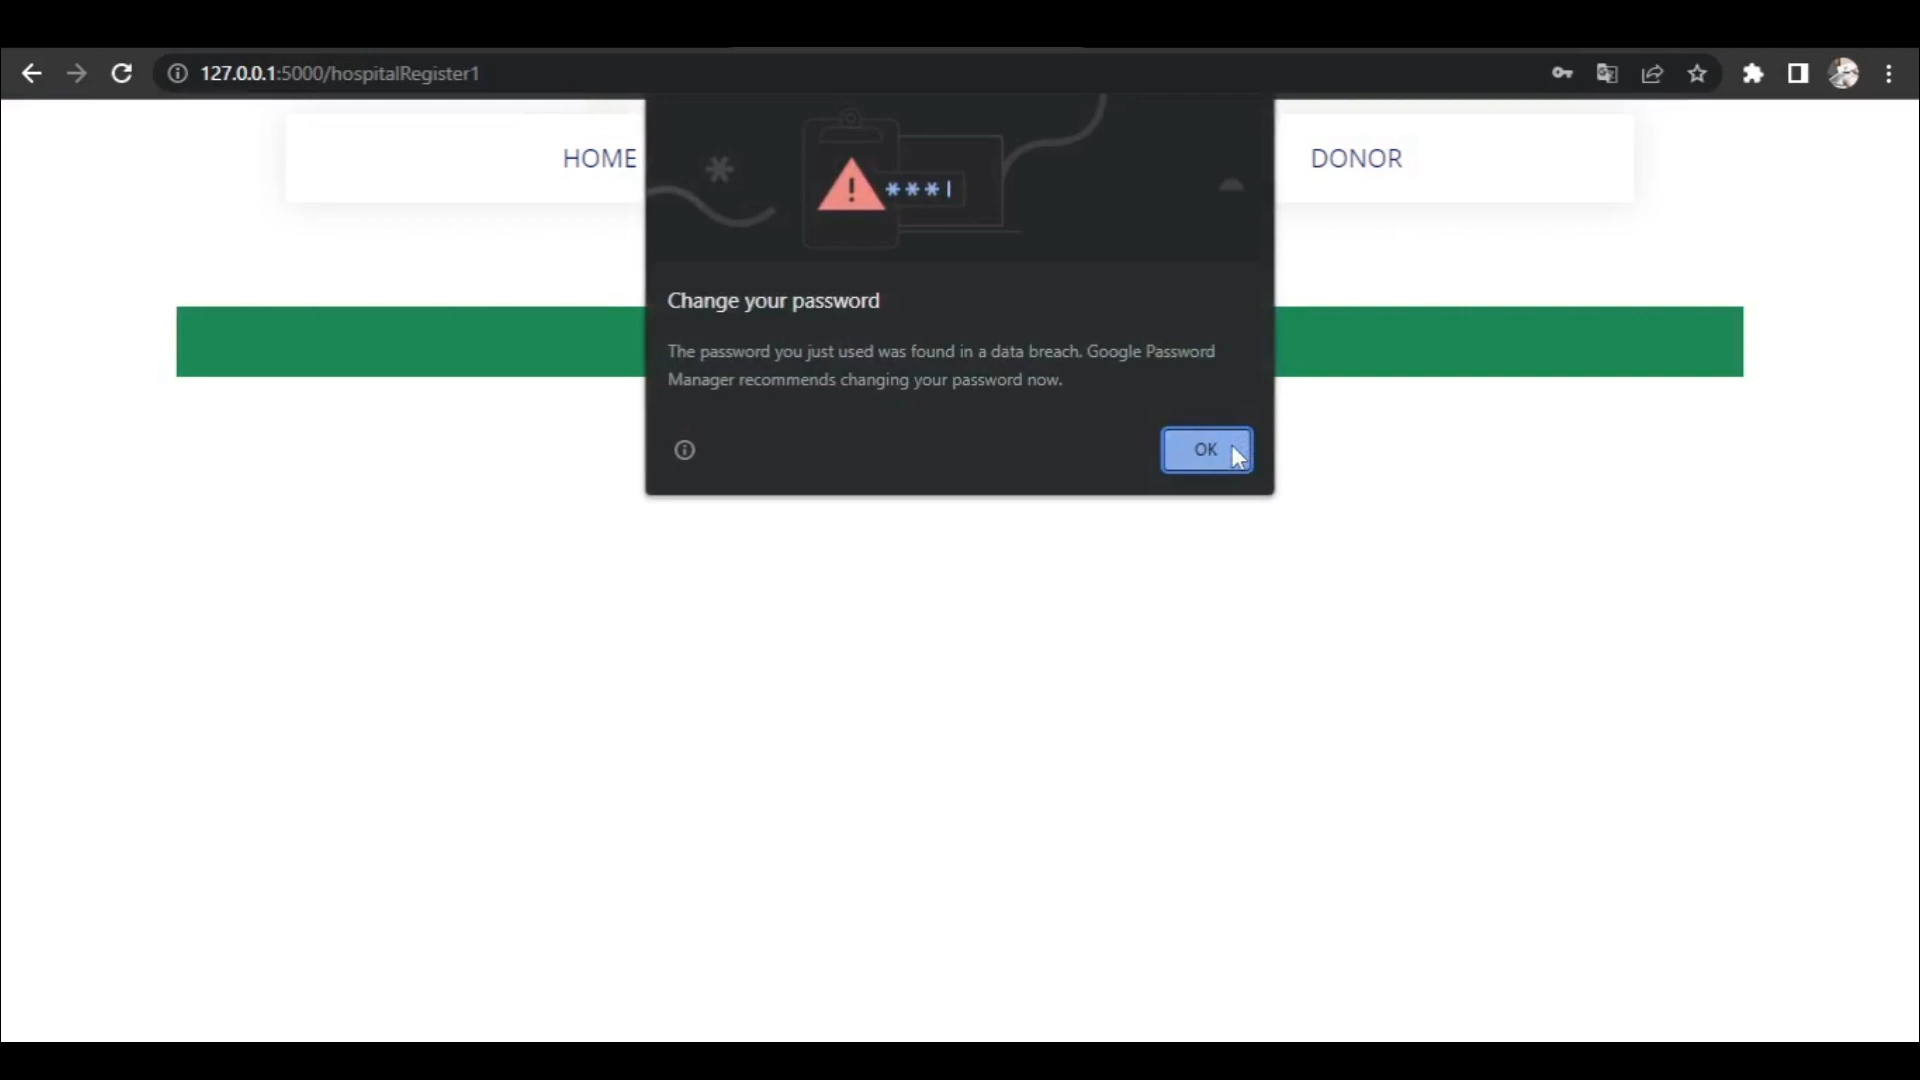 127.0.0.1:5000/hospitalRegister1
HOME
DONOR
***
Change your password
The password you just used was found in a data breach. Google Password
Manager recommends changing your password now.
OK